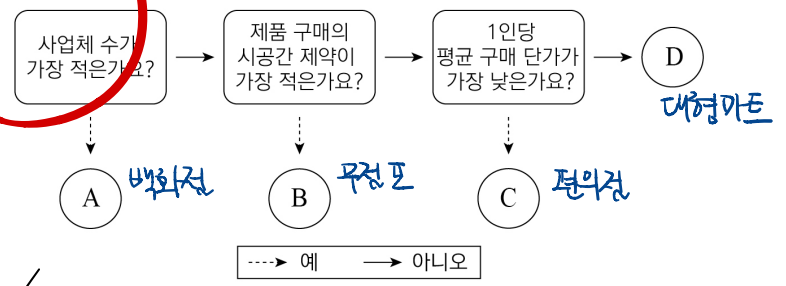 사업체 수가
가장 적은가요?
제품 구매의
시공간 제약이
가장 적은가요?
1인당
평균 구매 단가가
가장 낮은가요?
D
대형마트
A
백화점
B
무점포
C
편의점
예
아니오